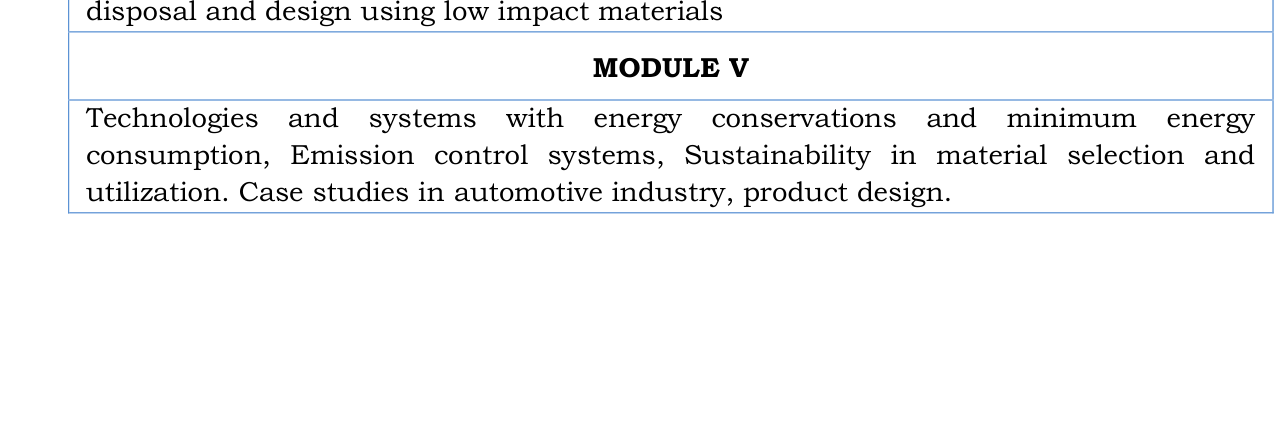 disposal and design using low impact materials
MODULE V
Technologies and systems with energy conservations and minimum energy
consumption, Emission control systems, Sustainability in material selection and
utilization. Case studies in automotive industry, product design.